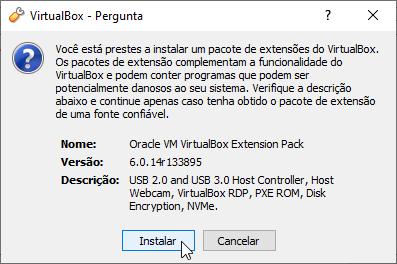 VirtualBox - Pergunta
?
Você está prestes a instalar um pacote de extensões do VirtualBox.
Os pacotes de extensão complementam a funcionalidade do
VirtualBox e podem conter programas que podem ser
potencialmente danosos ao seu sistema. Verifique a descrição
abaixo e continue apenas caso tenha obtido o pacote de extensão
de uma fonte confiável.
Nome: Oracle VM VirtualBox Extension Pack
Versão: 6.0.14r133895
Descrição: USB 2.0 and USB 3.0 Host Controller, Host
Webcam, VirtualBox RDP, PXE ROM, Disk
Encryption, NVMe.
Instalar Cancelar